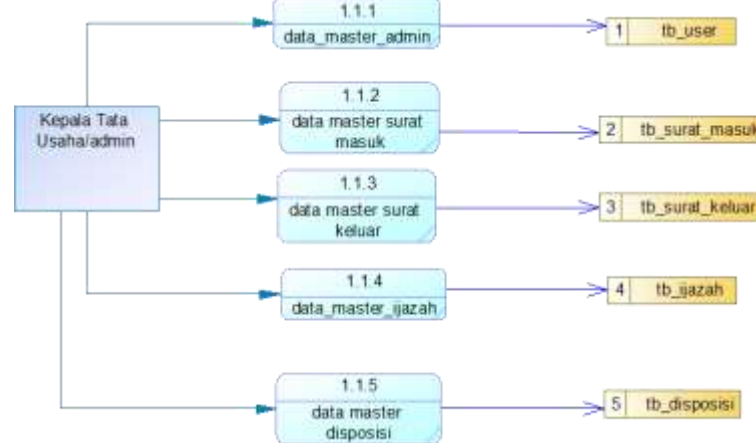 1.1.1
data_master_admin
1 tb_user
Kepala Tata
Usaha/admin
1.1.2
data master surat
masuk
2 tb_surat_masuk
1.1.3
data master surat
keluar
3 tb_surat_keluar
1.1.4
data_master_ijazah
4 tb_ijazah
1.1.5
data master
disposisi
5 tb_disposisi